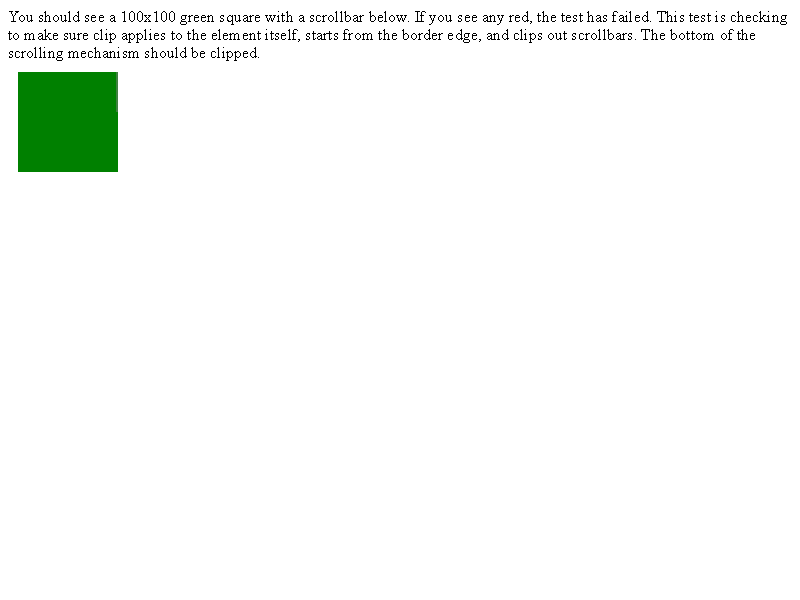 You should see a 100x100 green square with a scrollbar below. If you see any red, the test has failed. This test is checking
to make sure clip applies to the element itself, starts from the border edge, and clips out scrollbars. The bottom of the
scrolling mechanism should be clipped.